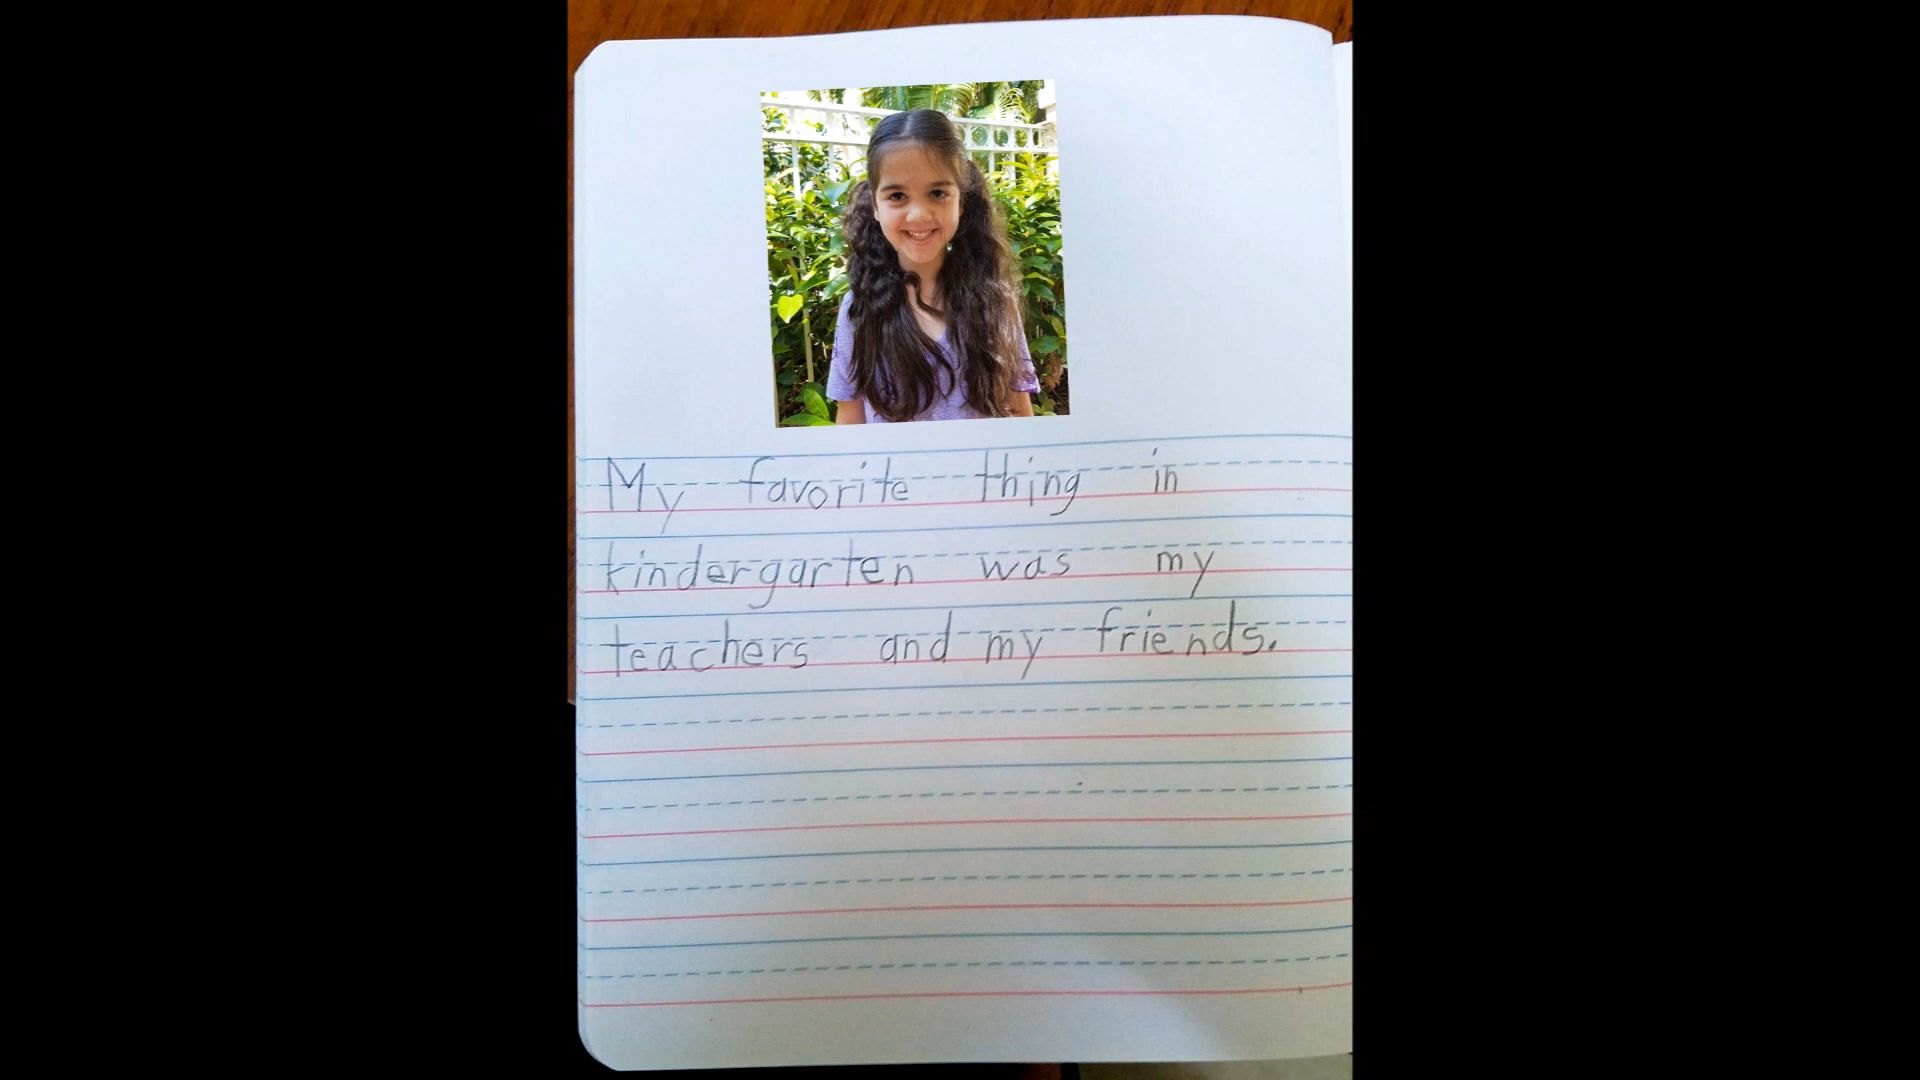 My favorite thing in
kindergarten was my
teachers and my friends.